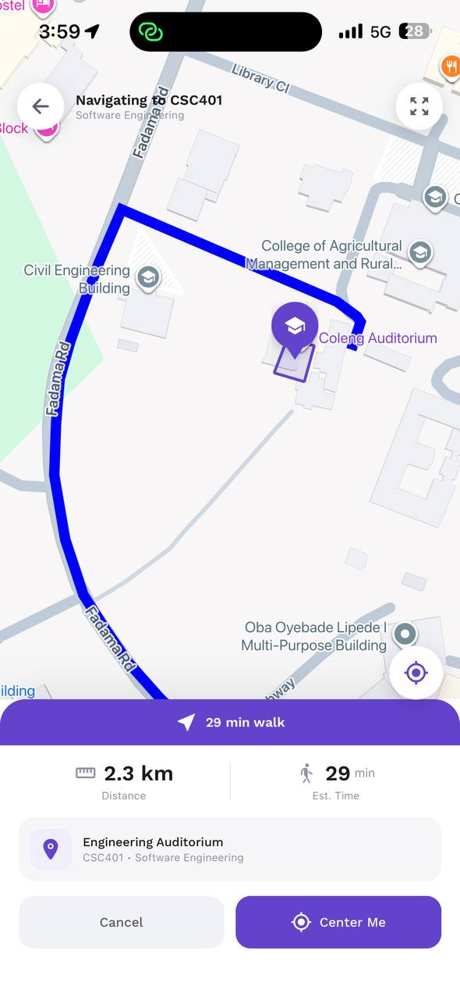 ostel
3:59
5G
28
Library Cl
Navigating to CSC401
Software Engineering
Block
Fadama Rd
C
College of Agricultural
Management and Rural...
Civil Engineering
Building
Coleng Auditorium
Fadama Rd
Fadama Rd
Oba Oyebade Lipede I
Multi-Purpose Building
hway
ilding
29 min walk
2.3 km
Distance
29 min
Est. Time
Engineering Auditorium
CSC401 • Software Engineering
Cancel
Center Me